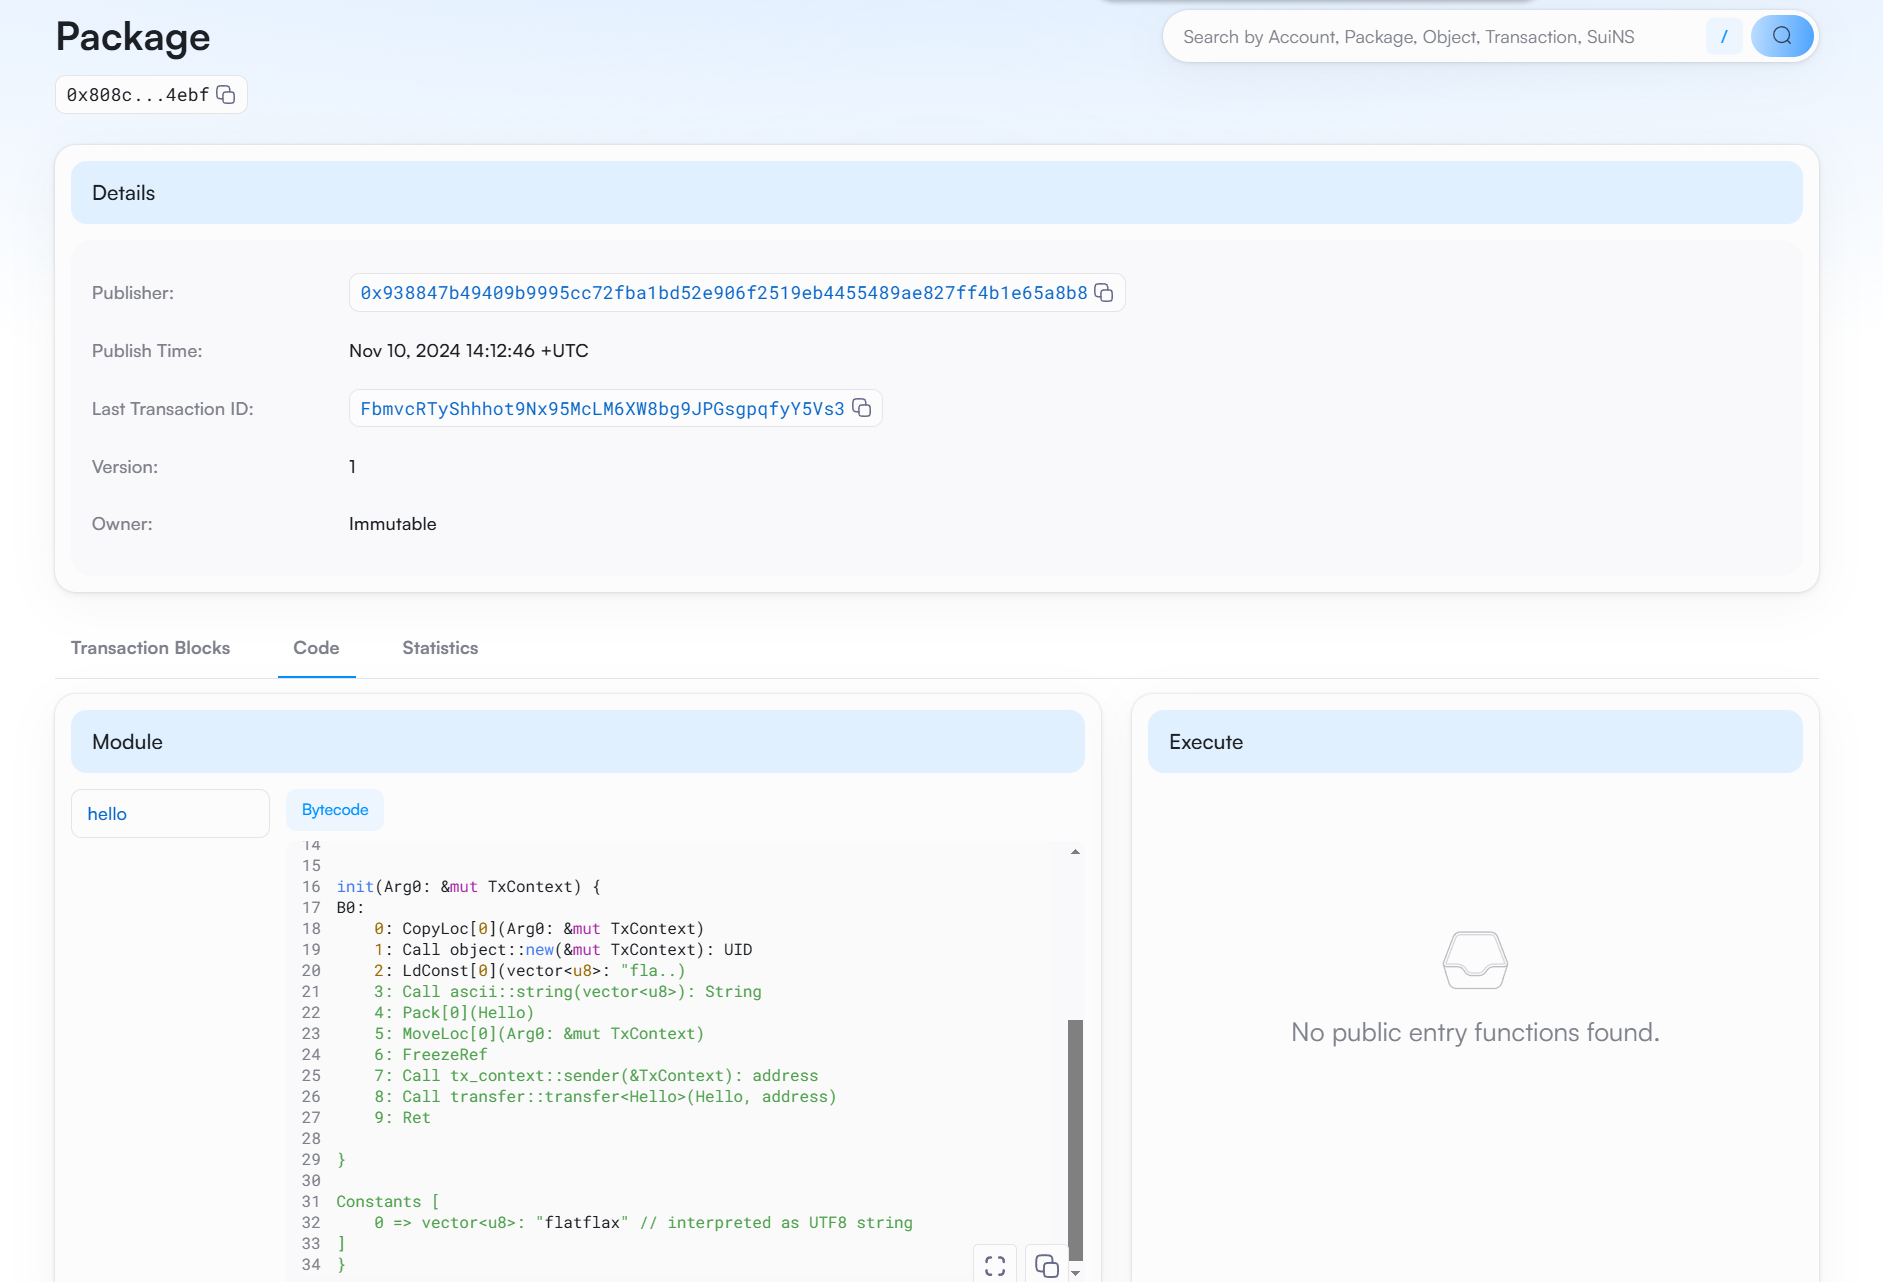 Package
Search by Account, Package, Object, Transaction, SuiNS
/
0x808c...4ebf
Details
Publisher:
0x938847b49409b9995cc72fba1bd52e906f2519eb4455489ae827ff4b1e65a8b8
Publish Time:
Nov 10, 2024 14:12:46 +UTC
Last Transaction ID:
FbmvcRTyShhhot9Nx95McLM6XW8bg9JPGsgpqfyY5Vs3
Version:
1
Owner:
Immutable
Transaction Blocks
Code
Statistics
Module
hello
Bytecode
14
15
16 init(Arg0: &mut TxContext) {
17 B0:
18     0: CopyLoc[0](Arg0: &mut TxContext)
19     1: Call object::new(&mut TxContext): UID
20     2: LdConst[0](vector<u8>: "fla..)
21     3: Call ascii::string(vector<u8>): String
22     4: Pack[0](Hello)
23     5: MoveLoc[0](Arg0: &mut TxContext)
24     6: FreezeRef
25     7: Call tx_context::sender(&TxContext): address
26     8: Call transfer::transfer<Hello>(Hello, address)
27     9: Ret
28
29 }
30
31 Constants [
32     0 => vector<u8>: "flatflax" // interpreted as UTF8 string
33 ]
34 }
Execute
No public entry functions found.